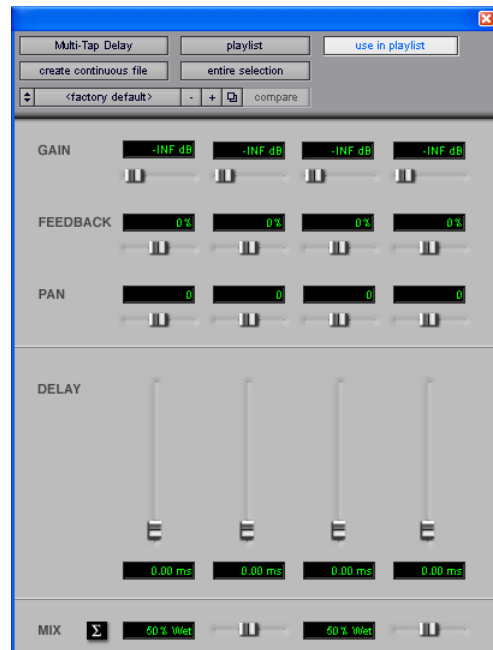 Multi-Tap Delay playlist use in playlist
create continuous file entire selection
<factory default> - + compare
GAIN -INF dB -INF dB -INF dB -INF dB
FEEDBACK 0% 0% 0% 0%
PAN 0 0 0 0
DELAY
0.00 ms 0.00 ms 0.00 ms 0.00 ms
MIX Σ 50% Wet 50% Wet